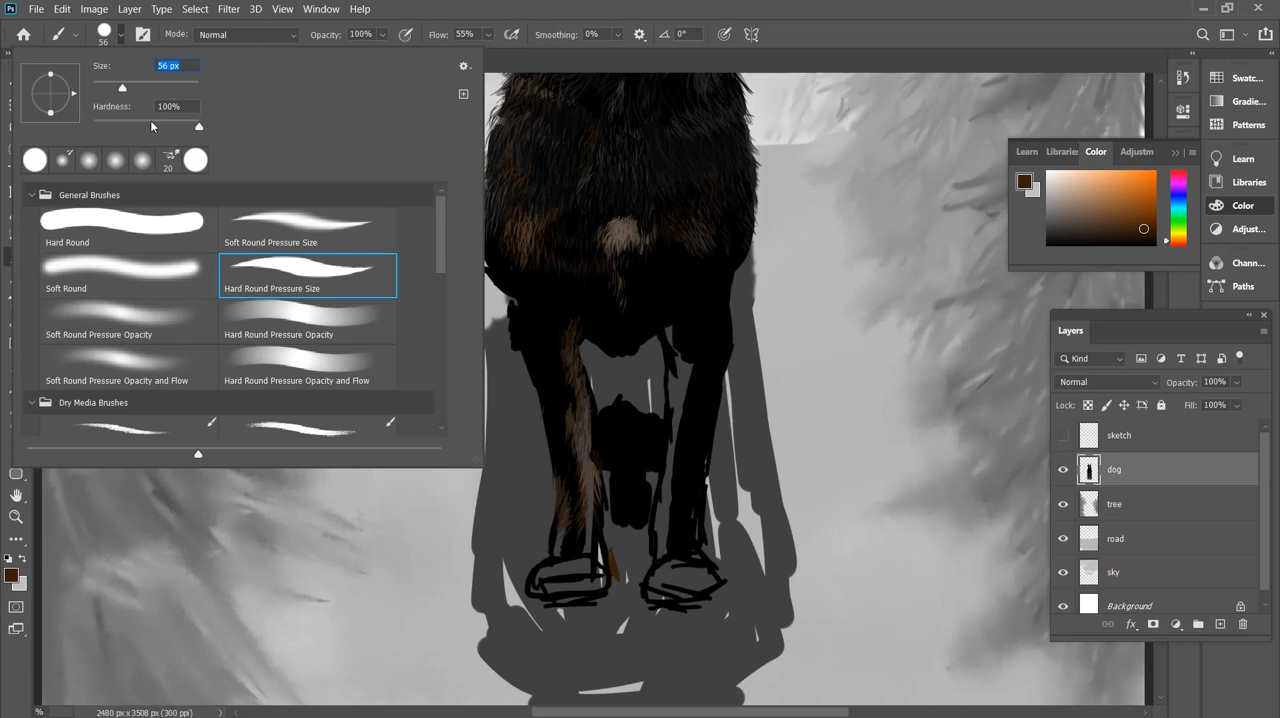 Ps File Edit Image Layer Type Select Filter 3D View Window Help
56 Mode: Normal Opacity: 100% Flow: 55% Smoothing: 0% 0°
Size: 56 px
Hardness: 100%
20
General Brushes
Hard Round Soft Round Pressure Size
Soft Round Hard Round Pressure Size
Soft Round Pressure Opacity Hard Round Pressure Opacity
Soft Round Pressure Opacity and Flow Hard Round Pressure Opacity and Flow
Dry Media Brushes
Swatc...
Gradie...
Patterns
Learn Libraries Color Adjustm
Learn
Libraries
Color
Adjust...
Chann...
Paths
Layers
Kind
Normal Opacity: 100%
Lock: Fill: 100%
sketch
dog
tree
road
sky
Background
fx
% 2480 px x 3508 px (300 ppi)